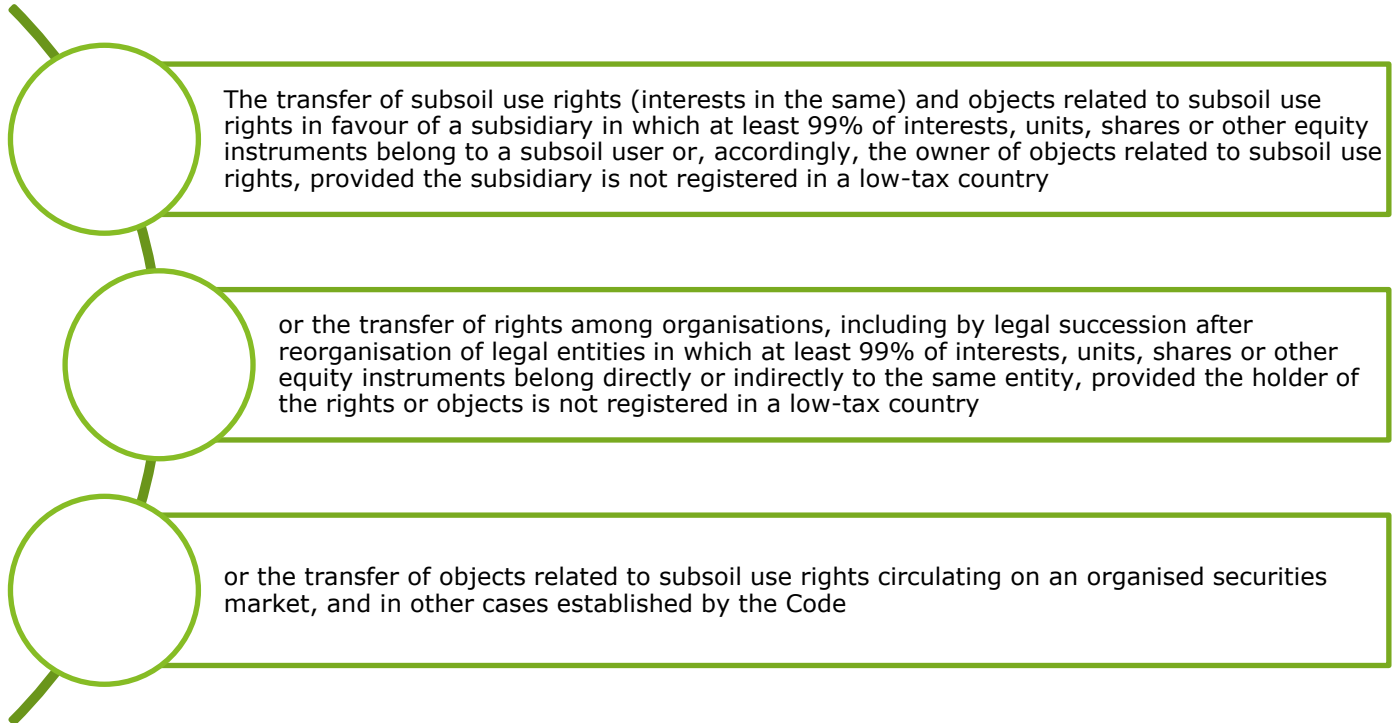 The transfer of subsoil use rights (interests in the same) and objects related to subsoil use
rights in favour of a subsidiary in which at least 99% of interests, units, shares or other equity
instruments belong to a subsoil user or, accordingly, the owner of objects related to subsoil use
rights, provided the subsidiary is not registered in a low-tax country
or the transfer of rights among organisations, including by legal succession after
reorganisation of legal entities in which at least 99% of interests, units, shares or other
equity instruments belong directly or indirectly to the same entity, provided the holder of
the rights or objects is not registered in a low-tax country
or the transfer of objects related to subsoil use rights circulating on an organised securities
market, and in other cases established by the Code